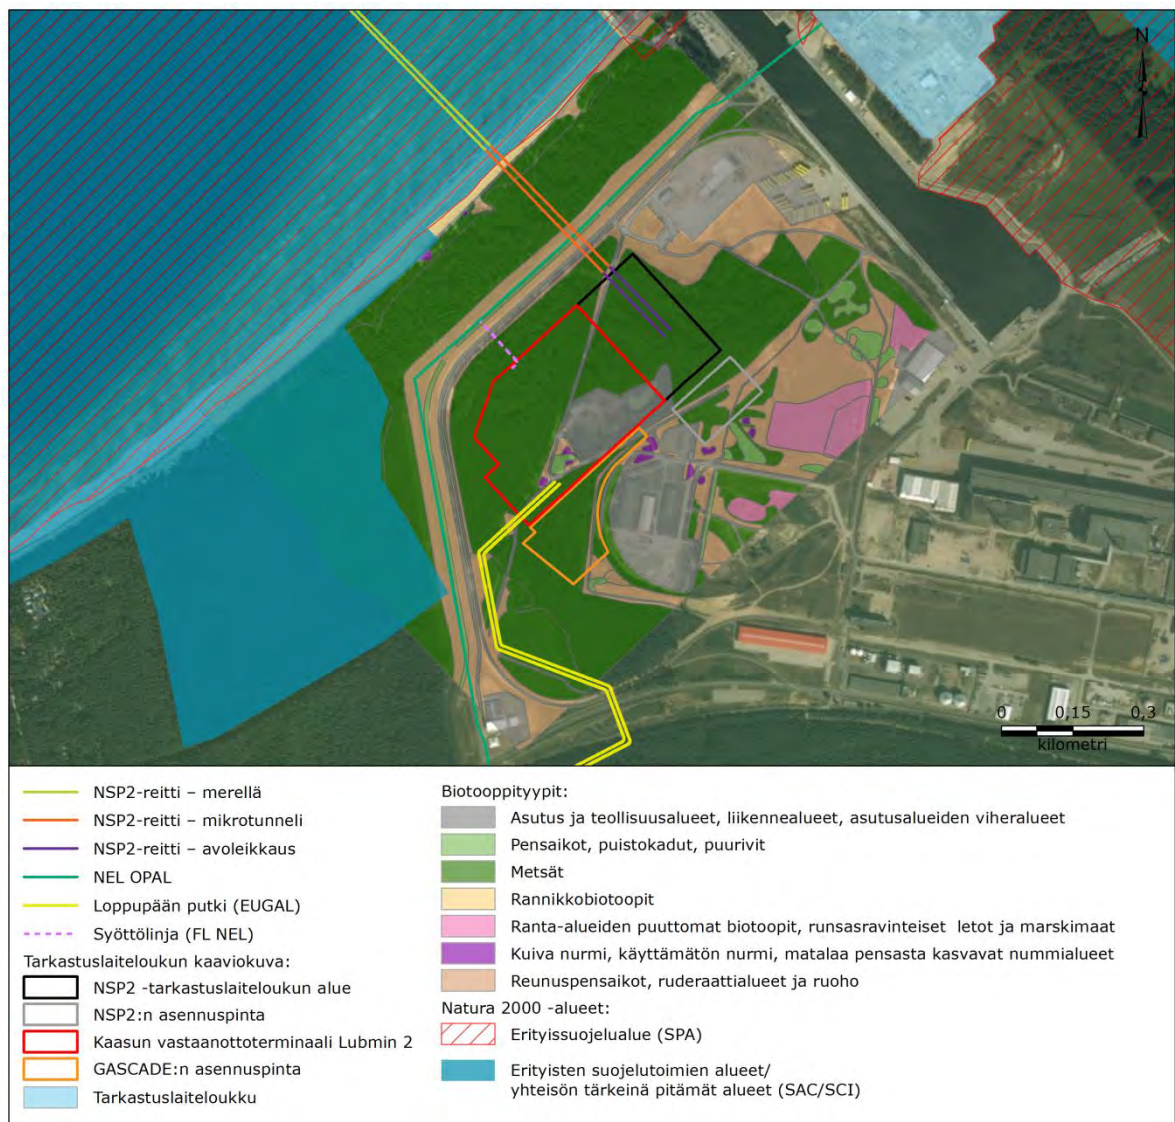 N
0 0,15 0,3
kilometri
NSP2-reitti – merellä
NSP2-reitti – mikrotunneli
NSP2-reitti – avoleikkaus
NEL OPAL
Loppupään putki (EUGAL)
Syöttölinja (FL NEL)
Tarkastuslaiteloukun kaaviokuva:
NSP2 -tarkastuslaiteloukun alue
NSP2:n asennuspinta
Kaasun vastaanottoterminaali Lubmin 2
GASCADE:n asennuspinta
Tarkastuslaiteloukku
Biotooppityypit:
Asutus ja teollisuusalueet, liikennealueet, asutusalueiden viheralueet
Pensaikot, puistokadut, puurivit
Metsät
Rannikkobiotoopit
Ranta-alueiden puuttomat biotoopit, runsasravinteiset letot ja marskimaat
Kuiva nurmi, käyttämätön nurmi, matalaa pensasta kasvavat nummialueet
Reunuspensaikot, ruderaattialueet ja ruoho
Natura 2000 -alueet:
Erityissuojelualue (SPA)
Erityisten suojelutoimien alueet/
yhteisön tärkeinä pitämät alueet (SAC/SCI)